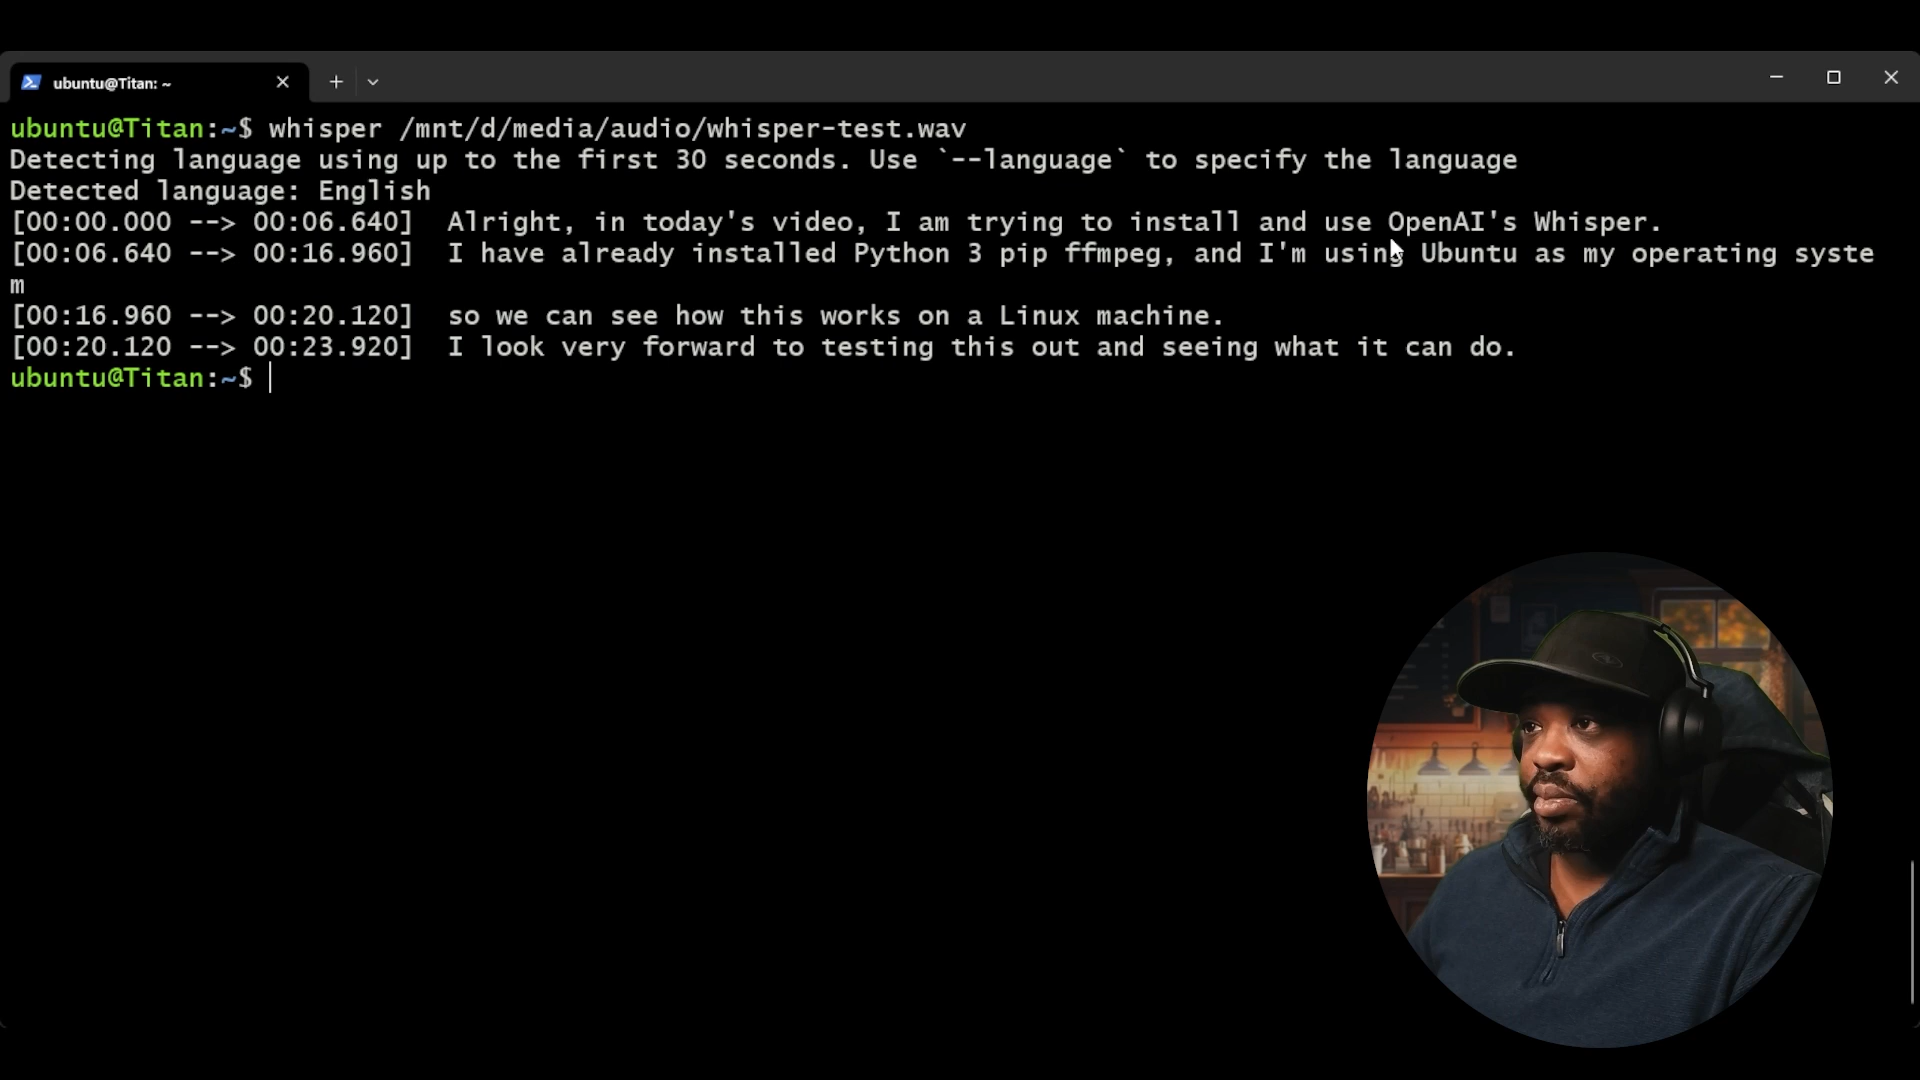 ubuntu@Titan: ~
ubuntu@Titan:~$ whisper /mnt/d/media/audio/whisper-test.wav
Detecting language using up to the first 30 seconds. Use `--language` to specify the language
Detected language: English
[00:00.000 --> 00:06.640]  Alright, in today's video, I am trying to install and use OpenAI's Whisper.
[00:06.640 --> 00:16.960]  I have already installed Python 3 pip ffmpeg, and I'm using Ubuntu as my operating syste
m
[00:16.960 --> 00:20.120]  so we can see how this works on a Linux machine.
[00:20.120 --> 00:23.920]  I look very forward to testing this out and seeing what it can do.
ubuntu@Titan:~$